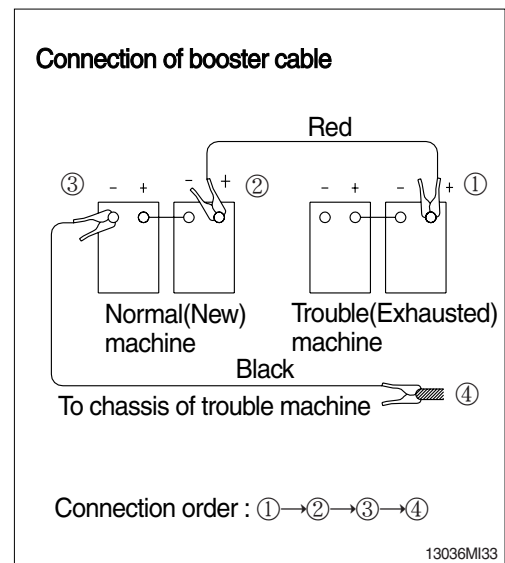 Connection of booster cable
Red
③ - + - + ② - + - + ①
Normal(New) Trouble(Exhausted)
machine machine
Black
To chassis of trouble machine ④
Connection order : ①→②→③→④
13036MI33